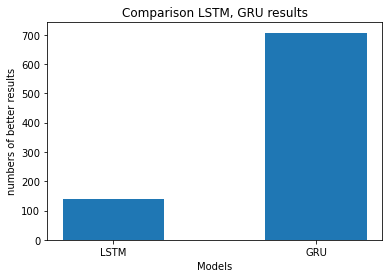 Comparison LSTM, GRU results
numbers of better results
700
600
500
400
300
200
100
0
LSTM
GRU
Models